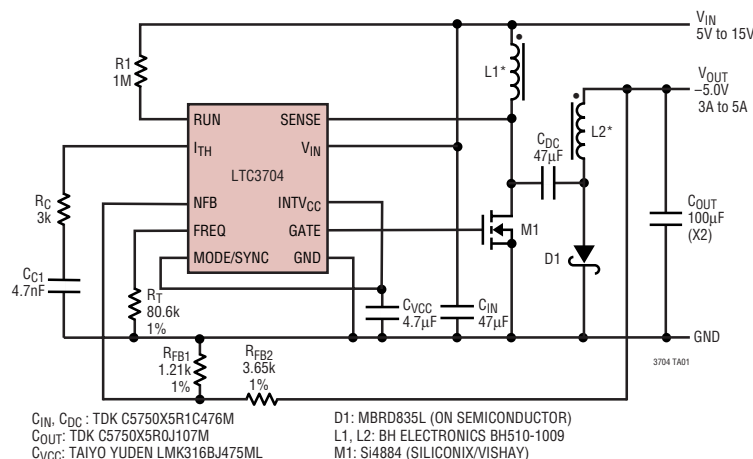 VIN
5V to 15V
R1
1M
L1*
VOUT
–5.0V
3A to 5A
RUN
SENSE
L2*
ITH
VIN
CDC
47µF
LTC3704
RC
3k
NFB
INTVCC
COUT
100µF
(X2)
FREQ
GATE
M1
MODE/SYNC
GND
D1
CC1
4.7nF
RT
80.6k
1%
CVCC
4.7µF
CIN
47µF
GND
RFB1
1.21k
1%
RFB2
3.65k
1%
3704 TA01
CIN, CDC: TDK C5750X5R1C476M
COUT: TDK C5750X5R0J107M
CVCC: TAIYO YUDEN LMK316BJ475ML
D1: MBRD835L (ON SEMICONDUCTOR)
L1, L2: BH ELECTRONICS BH510-1009
M1: Si4884 (SILICONIX/VISHAY)